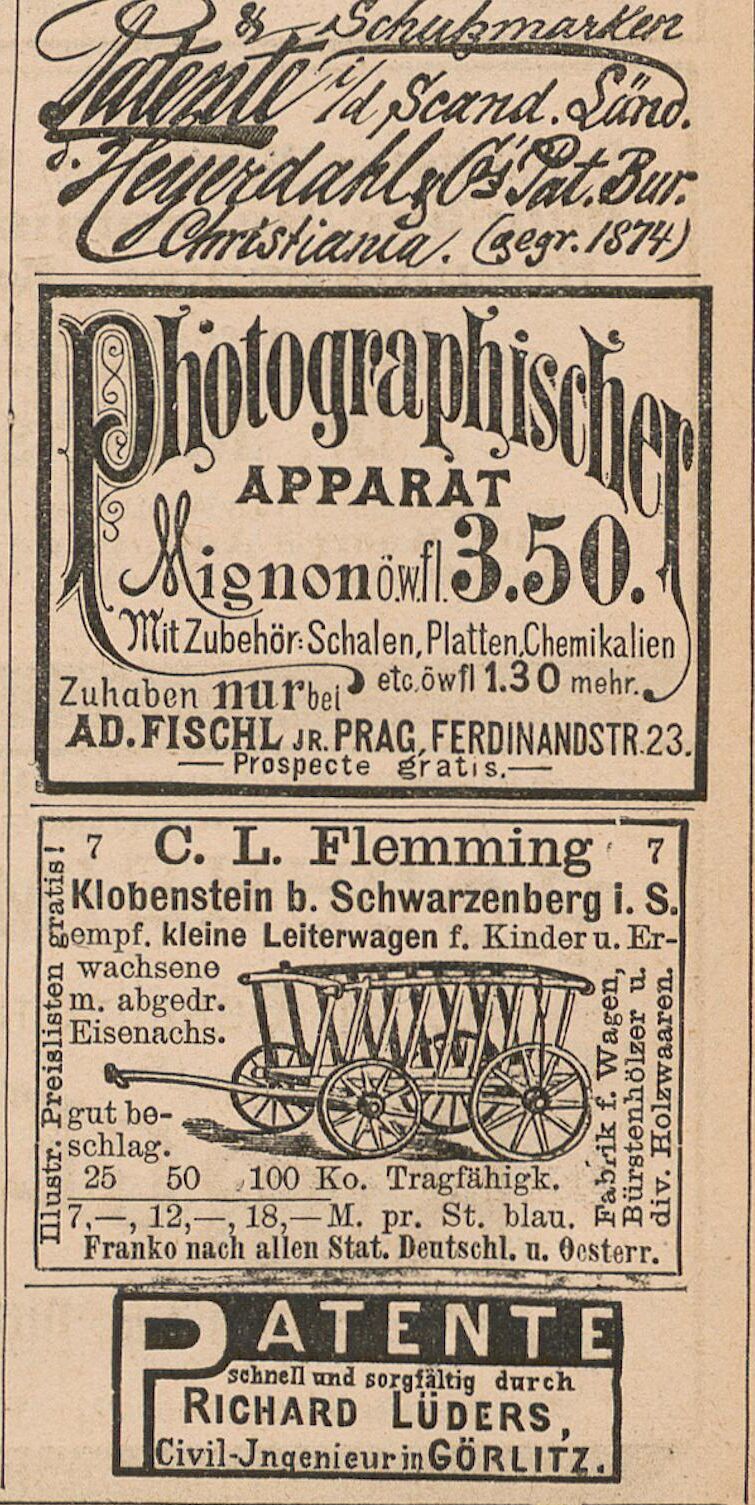 & Schutzmarken
Patente i/d Scand. Länd.
d. Heyerdahl & Co's Pat. Bur.
Christiania. (gegr. 1874)
Photographischer
APPARAT
Mignon ö.w.fl. 3.50.
Mit Zubehör: Schalen, Platten, Chemikalien
etc. öwfl 1.30 mehr.
Zuhaben nur bei
AD. FISCHL JR. PRAG, FERDINANDSTR. 23.
— Prospecte gratis. —
7 C. L. Flemming 7
Klobenstein b. Schwarzenberg i. S.
empf. kleine Leiterwagen f. Kinder u. Er-
wachsene
m. abgedr.
Eisenachs.
gut be-
schlag.
25 50 100 Ko. Tragfähigk.
7,—, 12,—, 18,— M. pr. St. blau.
Franko nach allen Stat. Deutschl. u. Oesterr.
Illustr. Preislisten gratis!
Fabrik f. Wagen,
Bürstenhölzer u.
div. Holzwaaren.
PATENTE
schnell und sorgfältig durch
RICHARD LÜDERS,
Civil-Jngenieur in GÖRLITZ.